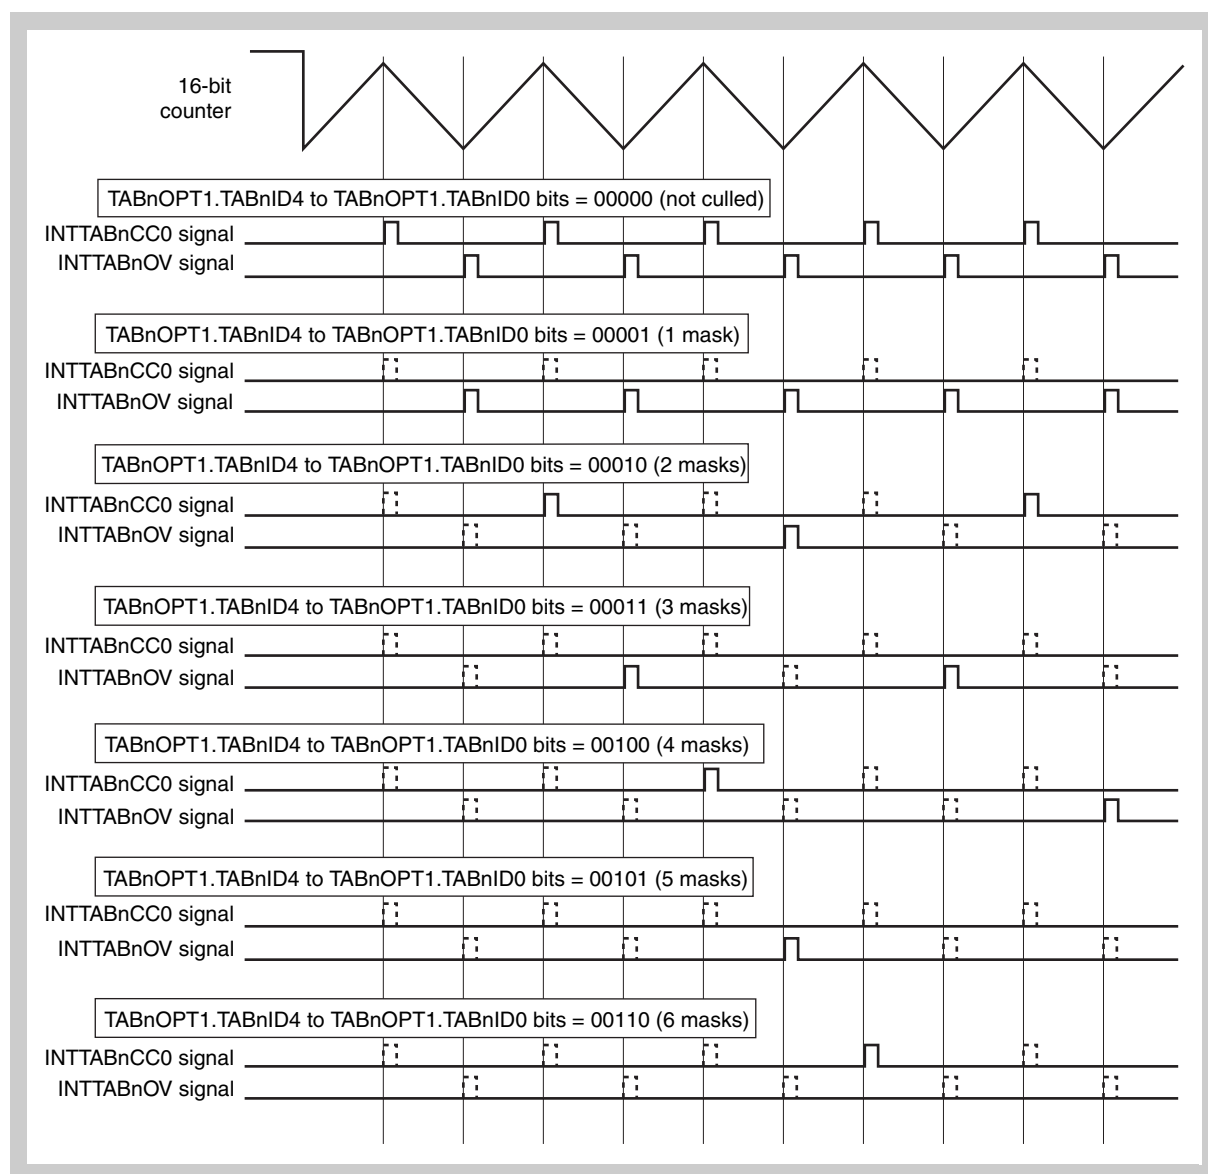 16-bit
counter
TABnOPT1.TABnID4 to TABnOPT1.TABnID0 bits = 00000 (not culled)
INTTABnCC0 signal
INTTABnOV signal
TABnOPT1.TABnID4 to TABnOPT1.TABnID0 bits = 00001 (1 mask)
INTTABnCC0 signal
INTTABnOV signal
TABnOPT1.TABnID4 to TABnOPT1.TABnID0 bits = 00010 (2 masks)
INTTABnCC0 signal
INTTABnOV signal
TABnOPT1.TABnID4 to TABnOPT1.TABnID0 bits = 00011 (3 masks)
INTTABnCC0 signal
INTTABnOV signal
TABnOPT1.TABnID4 to TABnOPT1.TABnID0 bits = 00100 (4 masks)
INTTABnCC0 signal
INTTABnOV signal
TABnOPT1.TABnID4 to TABnOPT1.TABnID0 bits = 00101 (5 masks)
INTTABnCC0 signal
INTTABnOV signal
TABnOPT1.TABnID4 to TABnOPT1.TABnID0 bits = 00110 (6 masks)
INTTABnCC0 signal
INTTABnOV signal